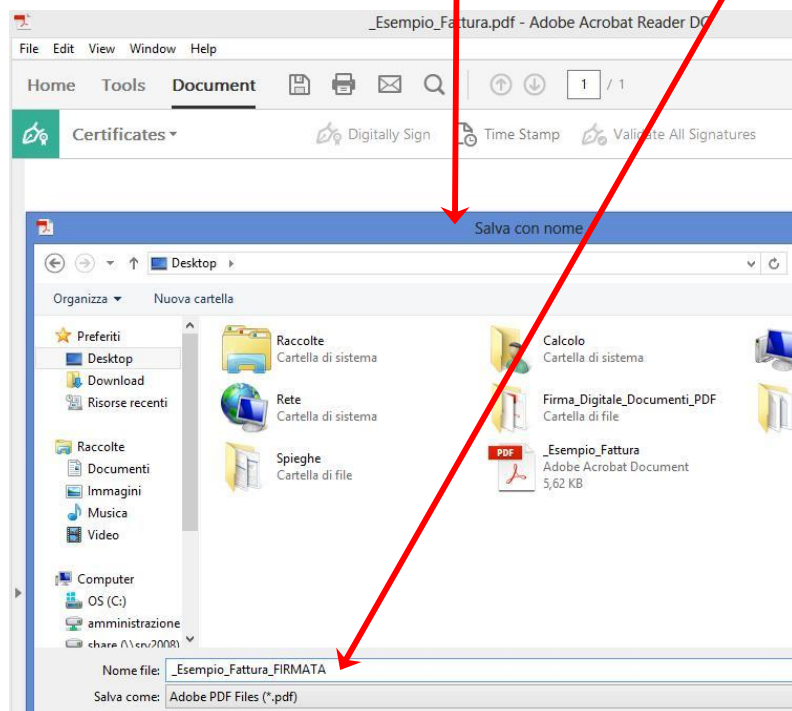 _Esempio_Fattura.pdf - Adobe Acrobat Reader DC
File Edit View Window Help
Home Tools Document 1 / 1
Certificates Digitally Sign Time Stamp Validate All Signatures
Salva con nome
Desktop
Organizza Nuova cartella
Preferiti
Desktop
Download
Risorse recenti
Raccolte
Documenti
Immagini
Musica
Video
Computer
OS (C:)
amministrazione
share (\\srv2008)
Raccolte
Cartella di sistema
Calcolo
Cartella di sistema
Rete
Cartella di sistema
Firma_Digitale_Documenti_PDF
Cartella di file
Spieghe
Cartella di file
PDF
_Esempio_Fattura
Adobe Acrobat Document
5,62 KB
Nome file: _Esempio_Fattura_FIRMATA
Salva come: Adobe PDF Files (*.pdf)